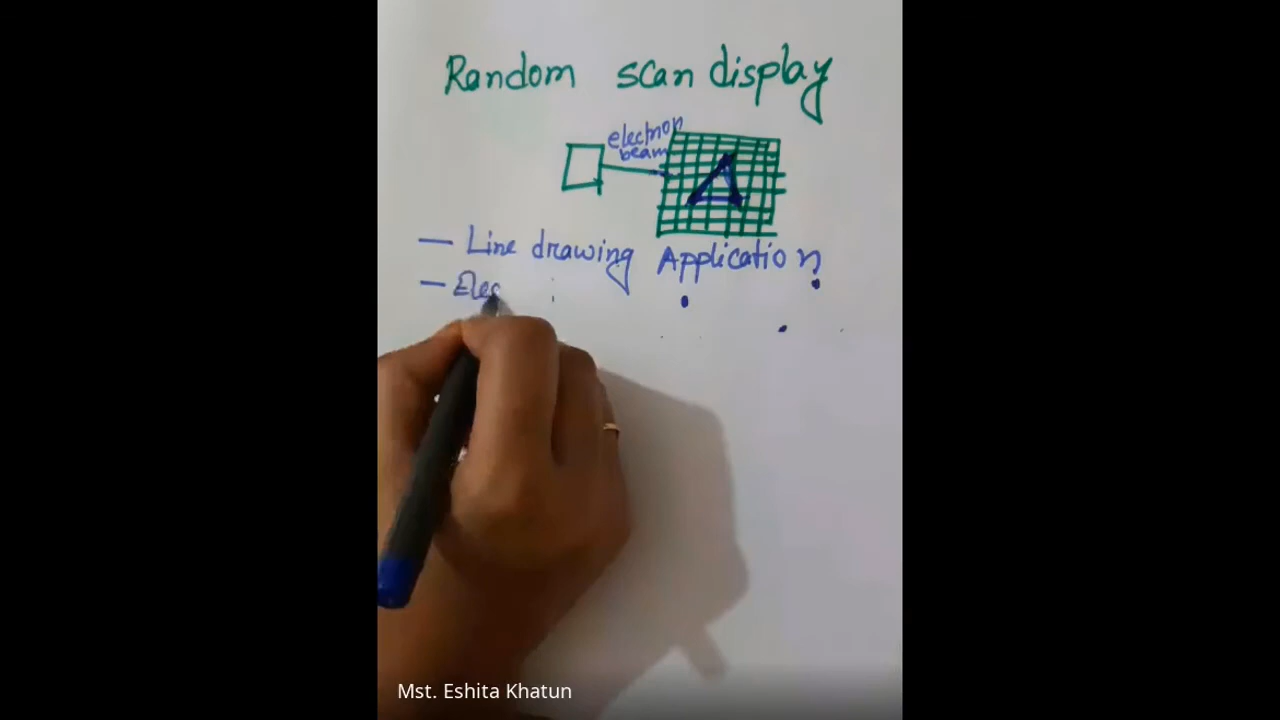 Random scan display
electron
beam
— Line drawing Application
— Elec
Mst. Eshita Khatun